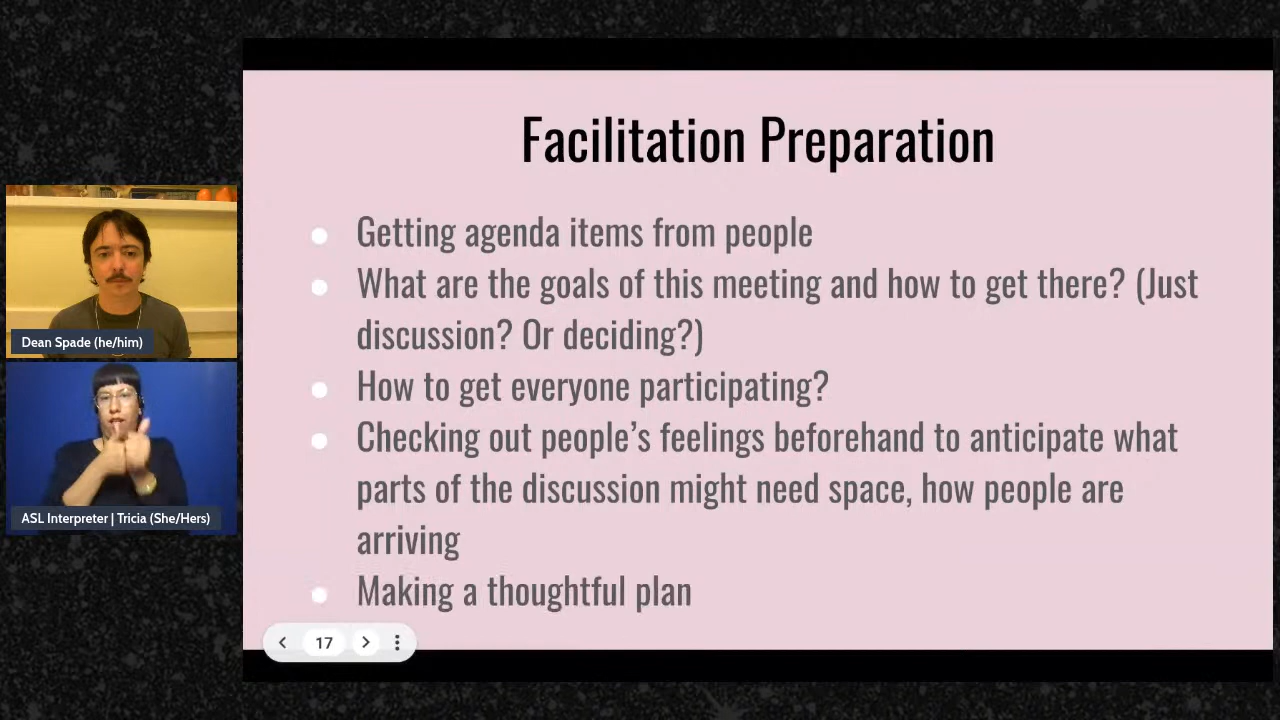 Facilitation Preparation
Getting agenda items from people
What are the goals of this meeting and how to get there? (Just
discussion? Or deciding?)
How to get everyone participating?
Checking out people’s feelings beforehand to anticipate what
parts of the discussion might need space, how people are
arriving
Making a thoughtful plan
17
Dean Spade (he/him)
ASL Interpreter | Tricia (She/Hers)